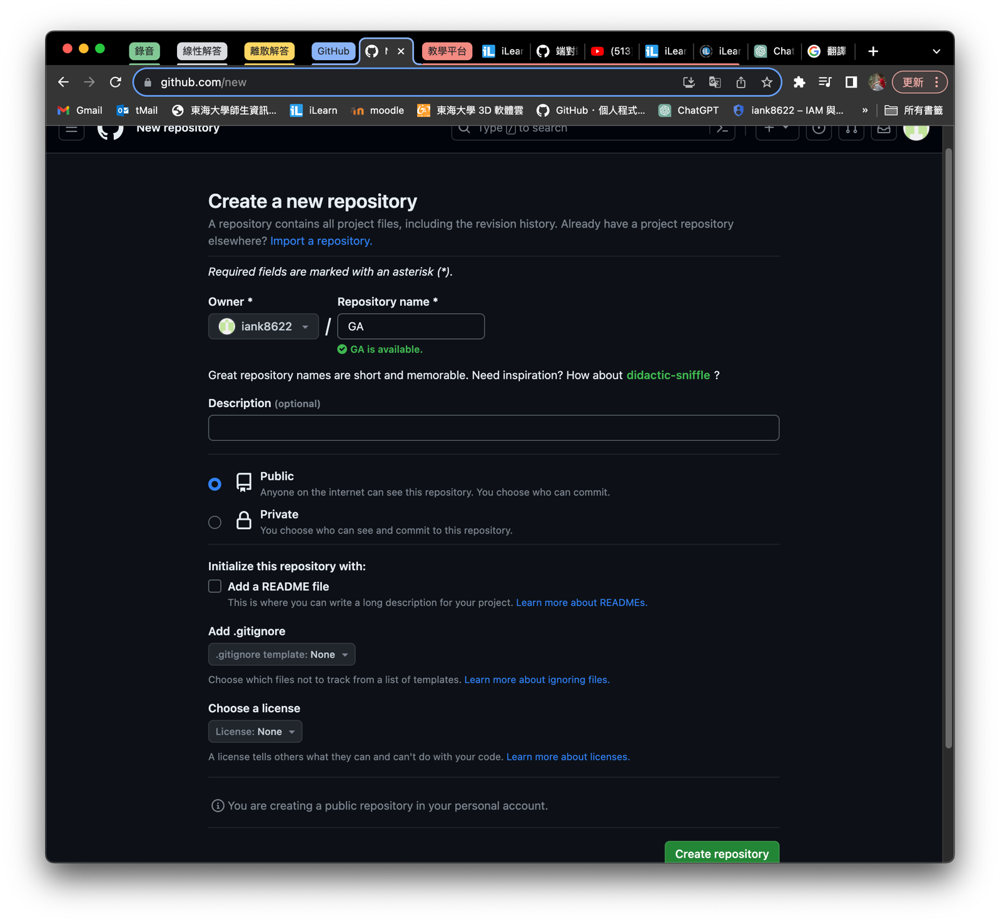 錄音 線性解答 離散解答 GitHub N 教學平台 iLear 端對 (513 iLear iLear Chat 翻譯
github.com/new 更新
Gmail tMail 東海大學師生資訊... iLearn moodle 東海大學 3D 軟體雲 GitHub · 個人程式... ChatGPT iank8622 – IAM 與... » 所有書籤
New repository Type / to search
Create a new repository
A repository contains all project files, including the revision history. Already have a project repository
elsewhere? Import a repository.
Required fields are marked with an asterisk (*).
Owner * Repository name *
iank8622 / GA
GA is available.
Great repository names are short and memorable. Need inspiration? How about didactic-sniffle ?
Description (optional)
Public
Anyone on the internet can see this repository. You choose who can commit.
Private
You choose who can see and commit to this repository.
Initialize this repository with:
Add a README file
This is where you can write a long description for your project. Learn more about READMEs.
Add .gitignore
.gitignore template: None
Choose which files not to track from a list of templates. Learn more about ignoring files.
Choose a license
License: None
A license tells others what they can and can't do with your code. Learn more about licenses.
You are creating a public repository in your personal account.
Create repository